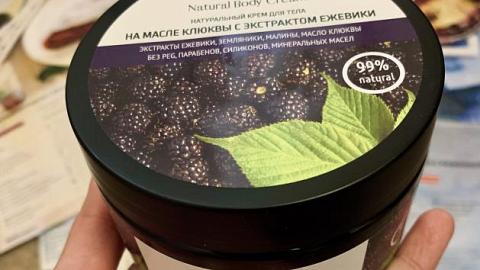 Natural Body Cream
НАТУРАЛЬНЫЙ КРЕМ ДЛЯ ТЕЛА
НА МАСЛЕ КЛЮКВЫ С ЭКСТРАКТОМ ЕЖЕВИКИ
ЭКСТРАКТЫ ЕЖЕВИКИ, ЗЕМЛЯНИКИ, МАЛИНЫ, МАСЛО КЛЮКВЫ
БЕЗ PEG, ПАРАБЕНОВ, СИЛИКОНОВ, МИНЕРАЛЬНЫХ МАСЕЛ
99%
natural